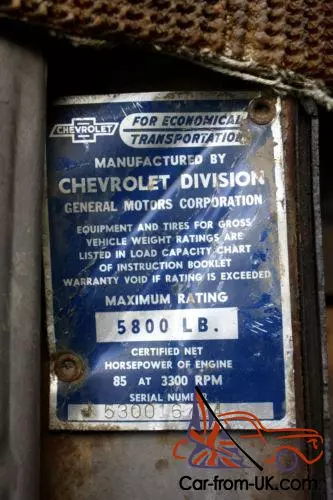 CHEVROLET
FOR ECONOMICAL
TRANSPORTATION
MANUFACTURED BY
CHEVROLET DIVISION
GENERAL MOTORS CORPORATION
EQUIPMENT AND TIRES FOR GROSS
VEHICLE WEIGHT RATINGS ARE
LISTED IN LOAD CAPACITY CHART
OF INSTRUCTION BOOKLET
WARRANTY VOID IF RATING IS EXCEEDED
MAXIMUM RATING
5800 LB.
CERTIFIED NET
HORSEPOWER OF ENGINE
85 AT 3300 RPM
SERIAL NUMBER
Car-from-UK.com